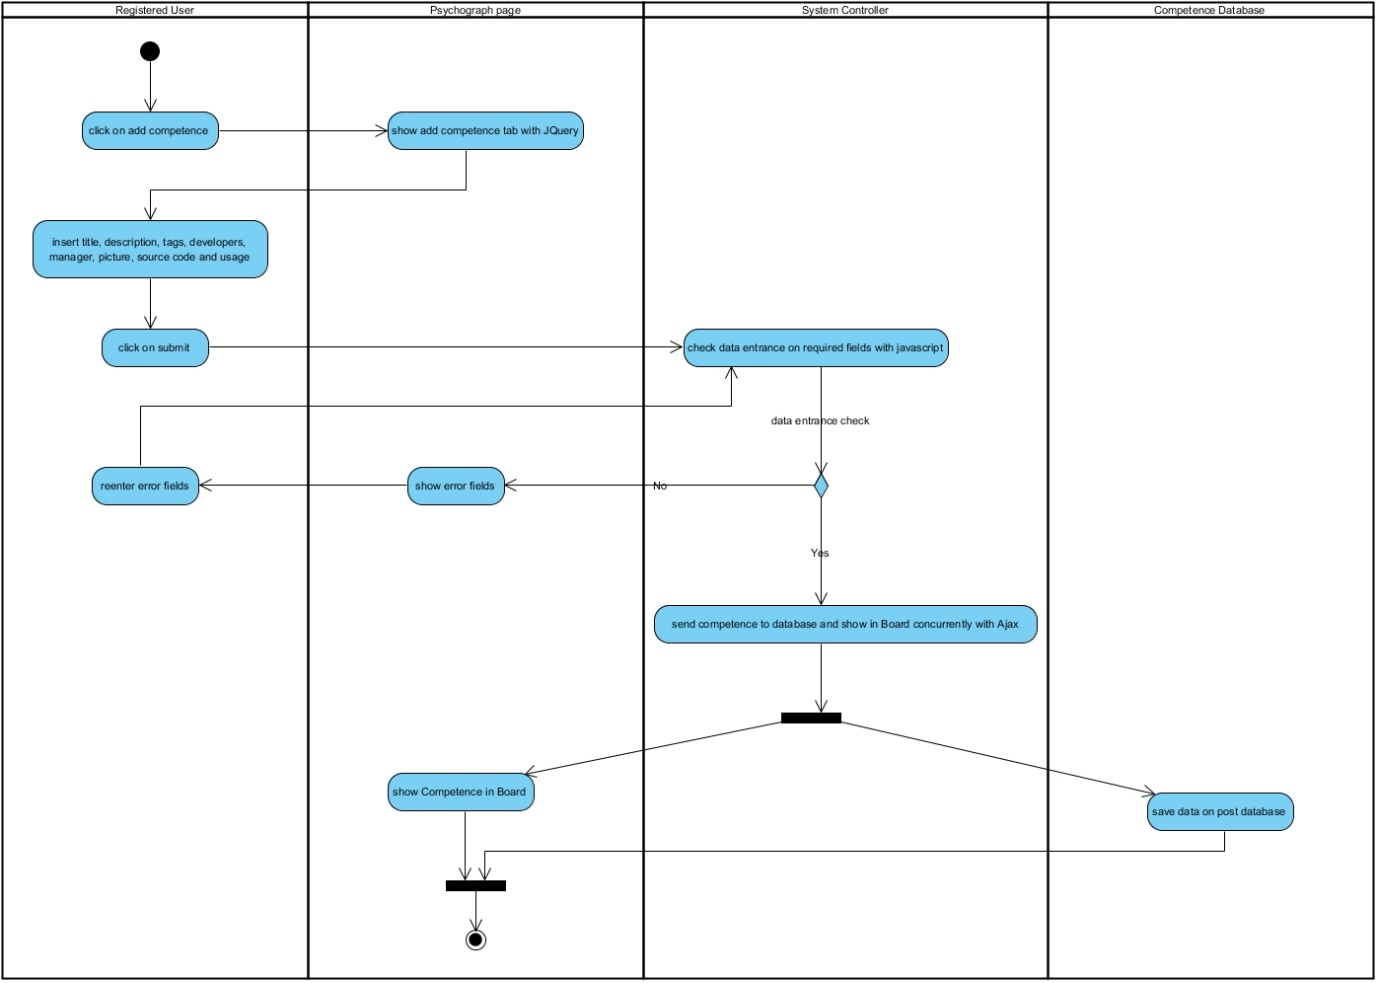 Registered User
Psychograph page
System Controller
Competence Database
click on add competence
show add competence tab with JQuery
insert title, description, tags, developers,
manager, picture, source code and usage
click on submit
check data entrance on required fields with javascript
data entrance check
reenter error fields
show error fields
No
Yes
send competence to database and show in Board concurrently with Ajax
show Competence in Board
save data on post database